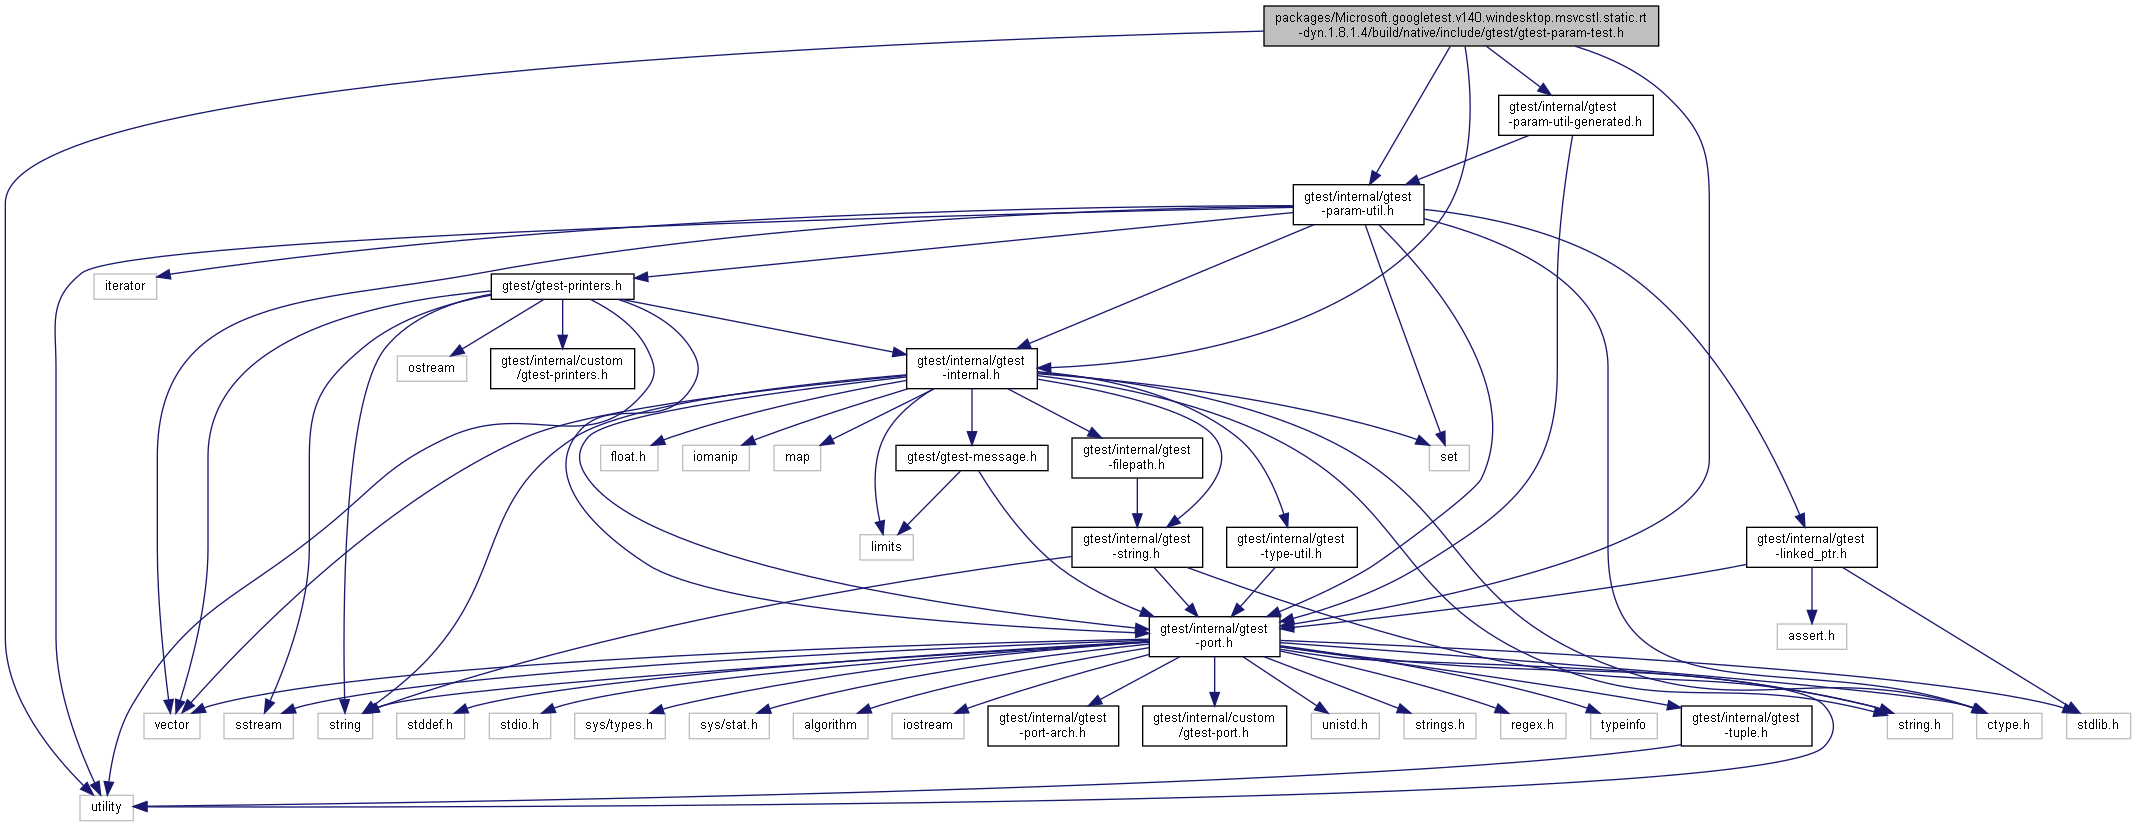 packages/Microsoft.googletest.v140.windesktop.msvcstl.static.rt
-dyn.1.8.1.4/build/native/include/gtest/gtest-param-test.h
gtest/internal/gtest
-param-util-generated.h
gtest/internal/gtest
-param-util.h
iterator
gtest/gtest-printers.h
ostream
gtest/internal/custom
/gtest-printers.h
gtest/internal/gtest
-internal.h
float.h
iomanip
map
gtest/gtest-message.h
gtest/internal/gtest
-filepath.h
set
limits
gtest/internal/gtest
-string.h
gtest/internal/gtest
-type-util.h
gtest/internal/gtest
-linked_ptr.h
gtest/internal/gtest
-port.h
assert.h
vector
sstream
string
stddef.h
stdio.h
sys/types.h
sys/stat.h
algorithm
iostream
gtest/internal/gtest
-port-arch.h
gtest/internal/custom
/gtest-port.h
unistd.h
strings.h
regex.h
typeinfo
gtest/internal/gtest
-tuple.h
string.h
ctype.h
stdlib.h
utility